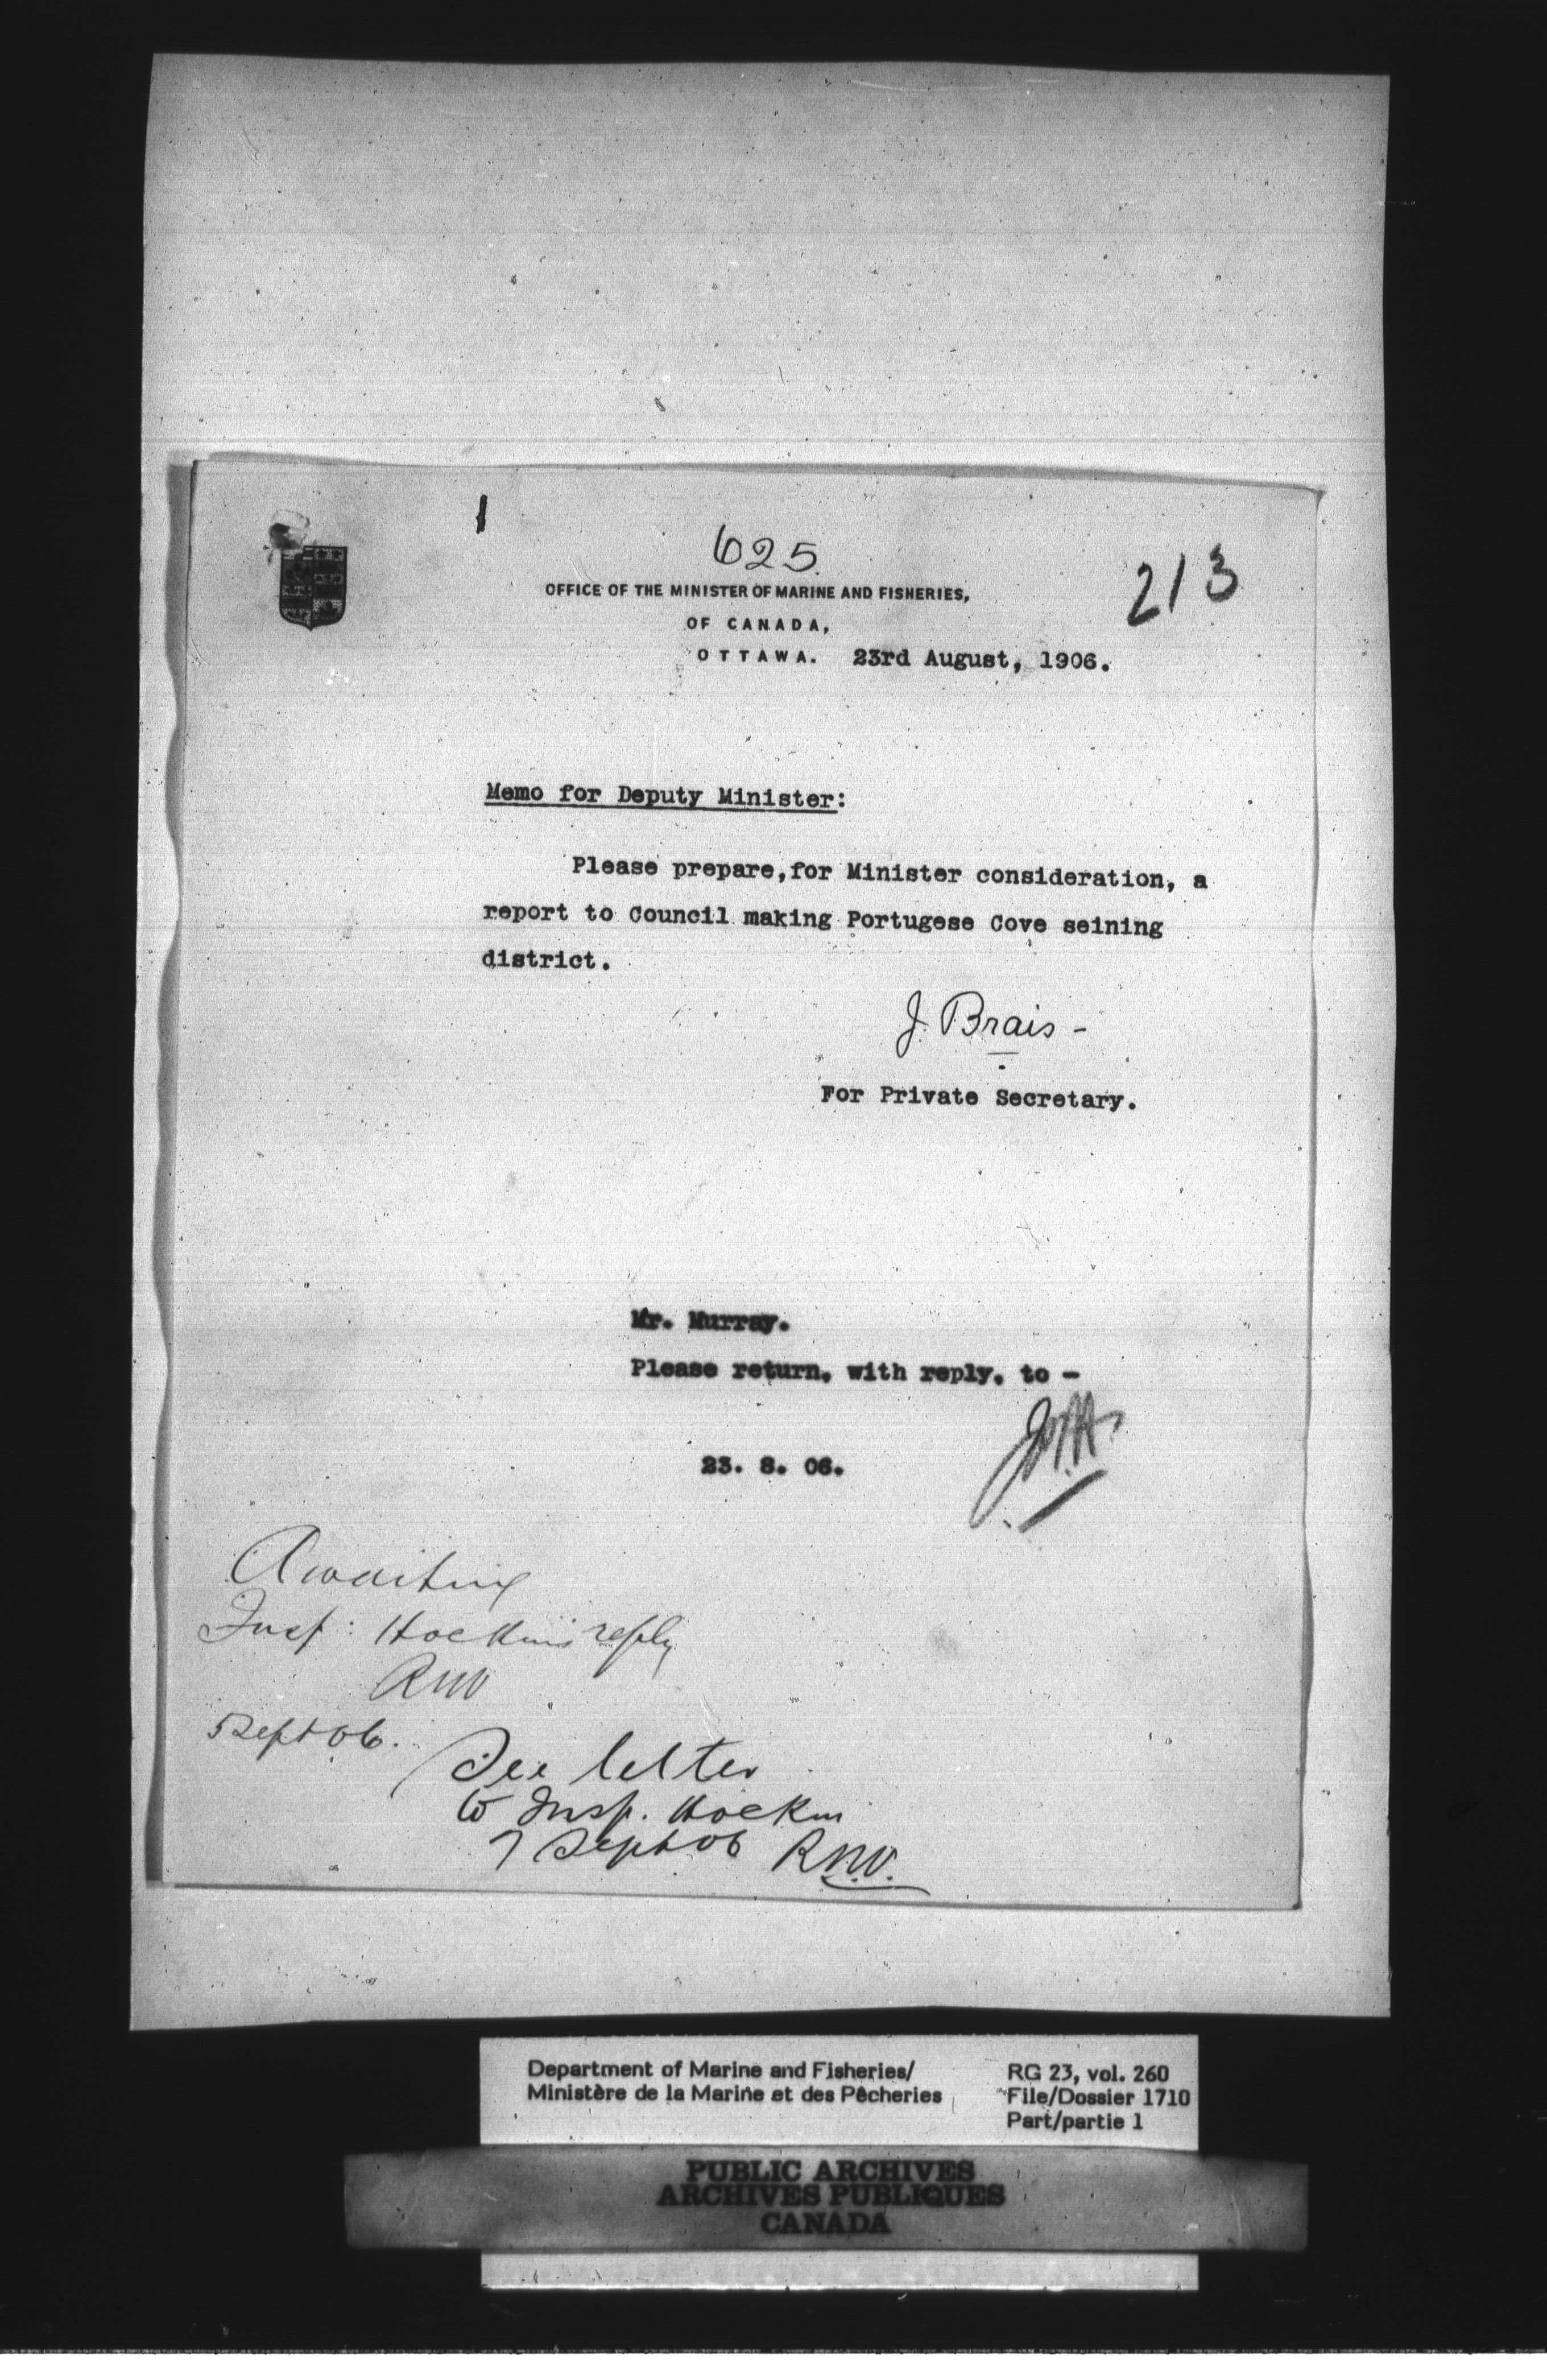 1
625
213
OFFICE OF THE MINISTER OF MARINE AND FISHERIES,
OF CANADA,
OTTAWA. 23rd August, 1906.
Memo for Deputy Minister:
Please prepare,for Minister consideration, a
report to Council making Portugese Cove seining
district.
J. Brais -
For Private Secretary.
Mr. Murray.
Please return, with reply, to -
23. 8. 06.
Awaiting
Insp: Hockin's reply
RNV
5 Sept 06.
See letter
to Insp. Hockin
7 Sept 06 RNV.
Department of Marine and Fisheries/
Ministère de la Marine et des Pêcheries
RG 23, vol. 260
File/Dossier 1710
Part/partie 1
PUBLIC ARCHIVES
ARCHIVES PUBLIQUES
CANADA